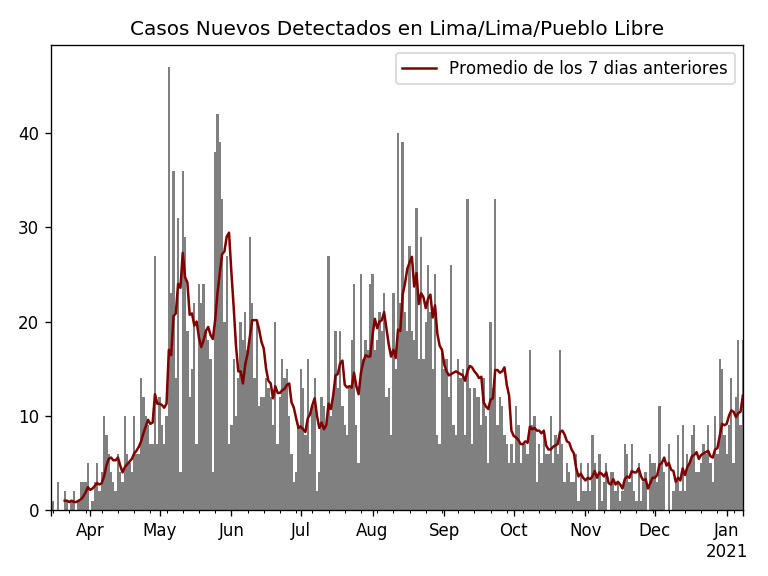 Casos Nuevos Detectados en Lima/Lima/Pueblo Libre
Promedio de los 7 dias anteriores
40
30
20
10
0
Apr May Jun Jul Aug Sep Oct Nov Dec Jan
2021